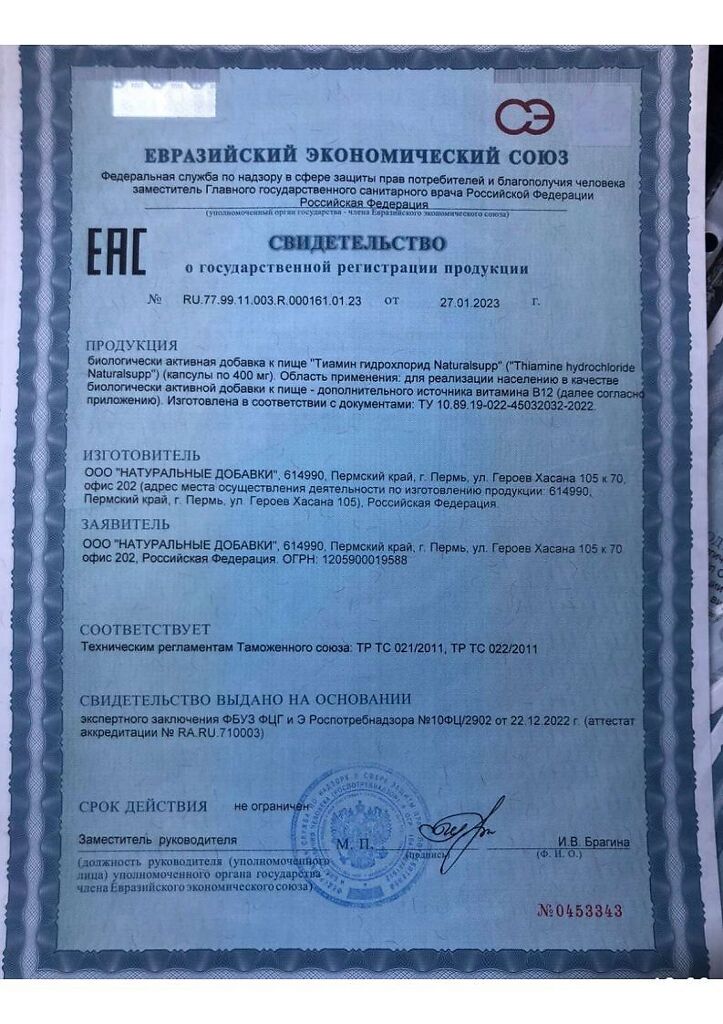 СЭ
ЕВРАЗИЙСКИЙ ЭКОНОМИЧЕСКИЙ СОЮЗ
Федеральная служба по надзору в сфере защиты прав потребителей и благополучия человека
заместитель Главного государственного санитарного врача Российской Федерации
Российская Федерация
(уполномоченный орган государства - члена Евразийского экономического союза)
ЕАС
СВИДЕТЕЛЬСТВО
о государственной регистрации продукции
№ RU.77.99.11.003.R.000161.01.23 от 27.01.2023 г.
ПРОДУКЦИЯ
биологически активная добавка к пище "Тиамин гидрохлорид Naturalsupp" ("Thiamine hydrochloride
Naturalsupp") (капсулы по 400 мг). Область применения: для реализации населению в качестве
биологически активной добавки к пище - дополнительного источника витамина В12 (далее согласно
приложению). Изготовлена в соответствии с документами: ТУ 10.89.19-022-45032032-2022.
ИЗГОТОВИТЕЛЬ
ООО "НАТУРАЛЬНЫЕ ДОБАВКИ", 614990, Пермский край, г. Пермь, ул. Героев Хасана 105 к 70,
офис 202 (адрес места осуществления деятельности по изготовлению продукции: 614990,
Пермский край, г. Пермь, ул. Героев Хасана 105), Российская Федерация.
ЗАЯВИТЕЛЬ
ООО "НАТУРАЛЬНЫЕ ДОБАВКИ", 614990, Пермский край, г. Пермь, ул. Героев Хасана 105 к 70
офис 202, Российская Федерация. ОГРН: 1205900019588
СООТВЕТСТВУЕТ
Техническим регламентам Таможенного союза: ТР ТС 021/2011, ТР ТС 022/2011
СВИДЕТЕЛЬСТВО ВЫДАНО НА ОСНОВАНИИ
экспертного заключения ФБУЗ ФЦГ и Э Роспотребнадзора №10ФЦ/2902 от 22.12.2022 г. (аттестат
аккредитации № RA.RU.710003)
СРОК ДЕЙСТВИЯ не ограничен
Заместитель руководителя М. П. И.В. Брагина
(должность руководителя (уполномоченного (подпись) (Ф. И. О.)
лица) уполномоченного органа государства
члена Евразийского экономического союза)
№0453343